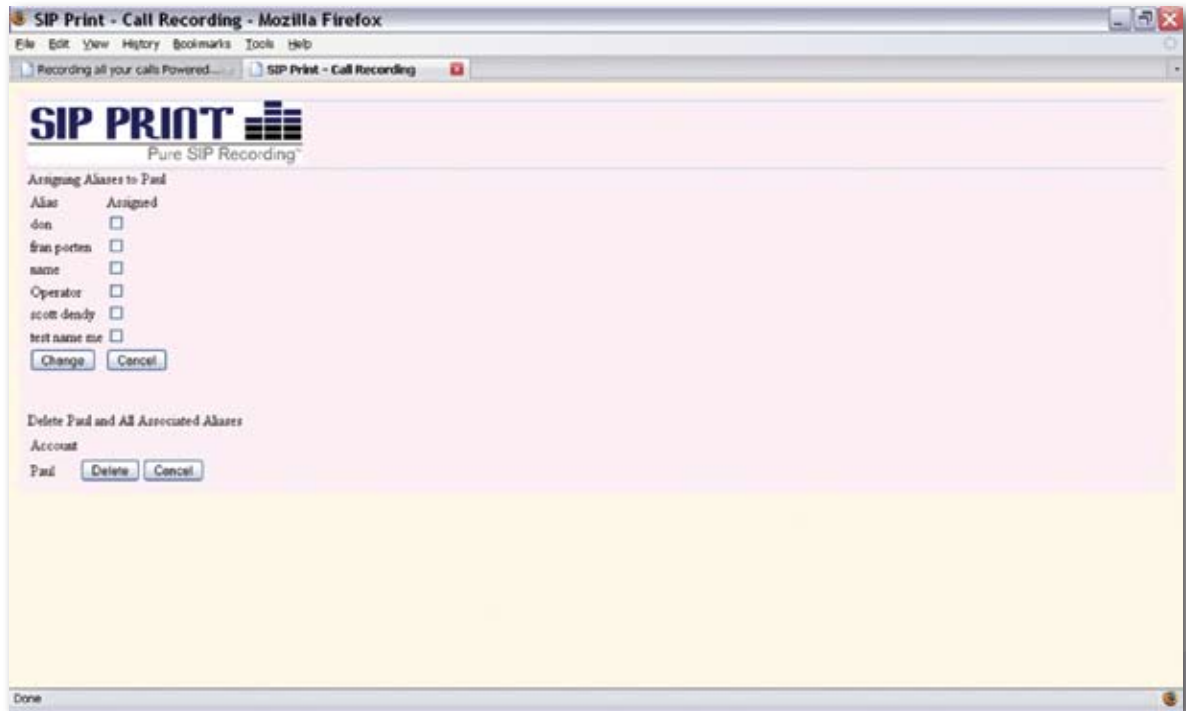 SIP Print - Call Recording - Mozilla Firefox
File Edit View History Bookmarks Tools Help
Recording all your calls Powered... SIP Print - Call Recording
SIP PRINT
Pure SIP Recording™
Assigning Aliases to Paul
Alias Assigned
don
fran porten
name
Operator
scott dendy
test name me
Change Cancel
Delete Paul and All Associated Aliases
Account
Paul Delete Cancel
Done